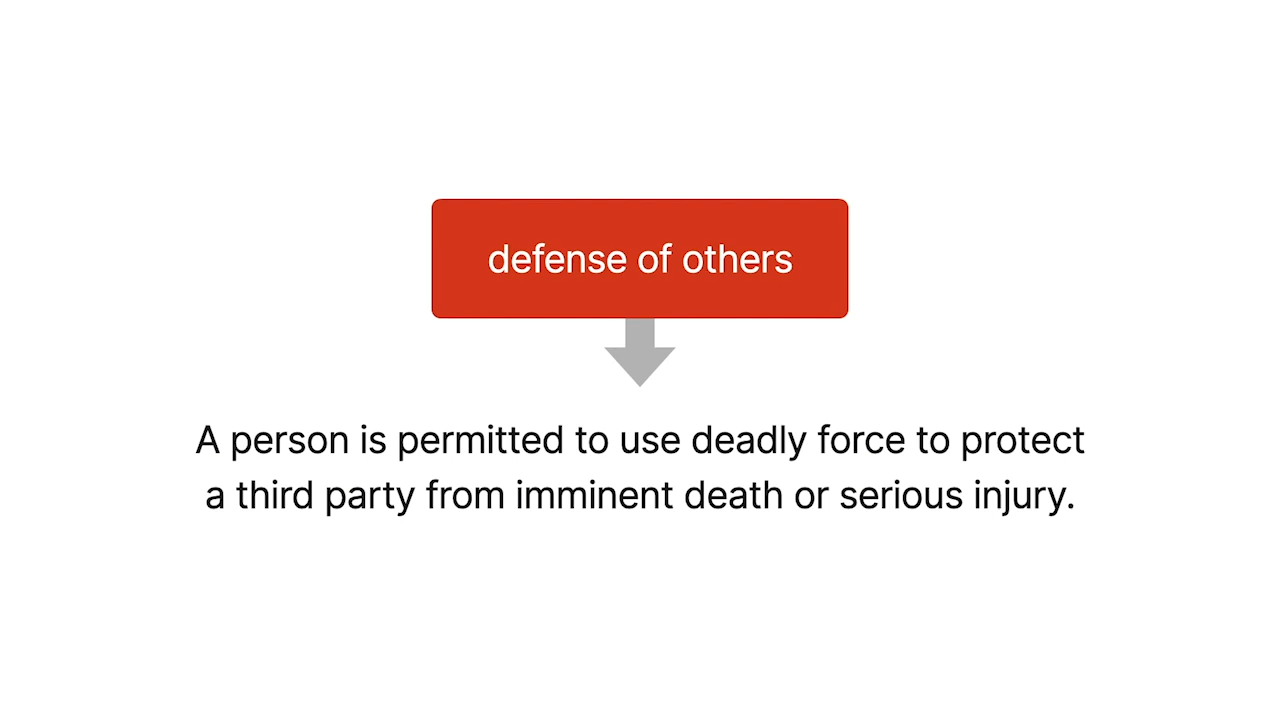 defense of others
A person is permitted to use deadly force to protect
a third party from imminent death or serious injury.